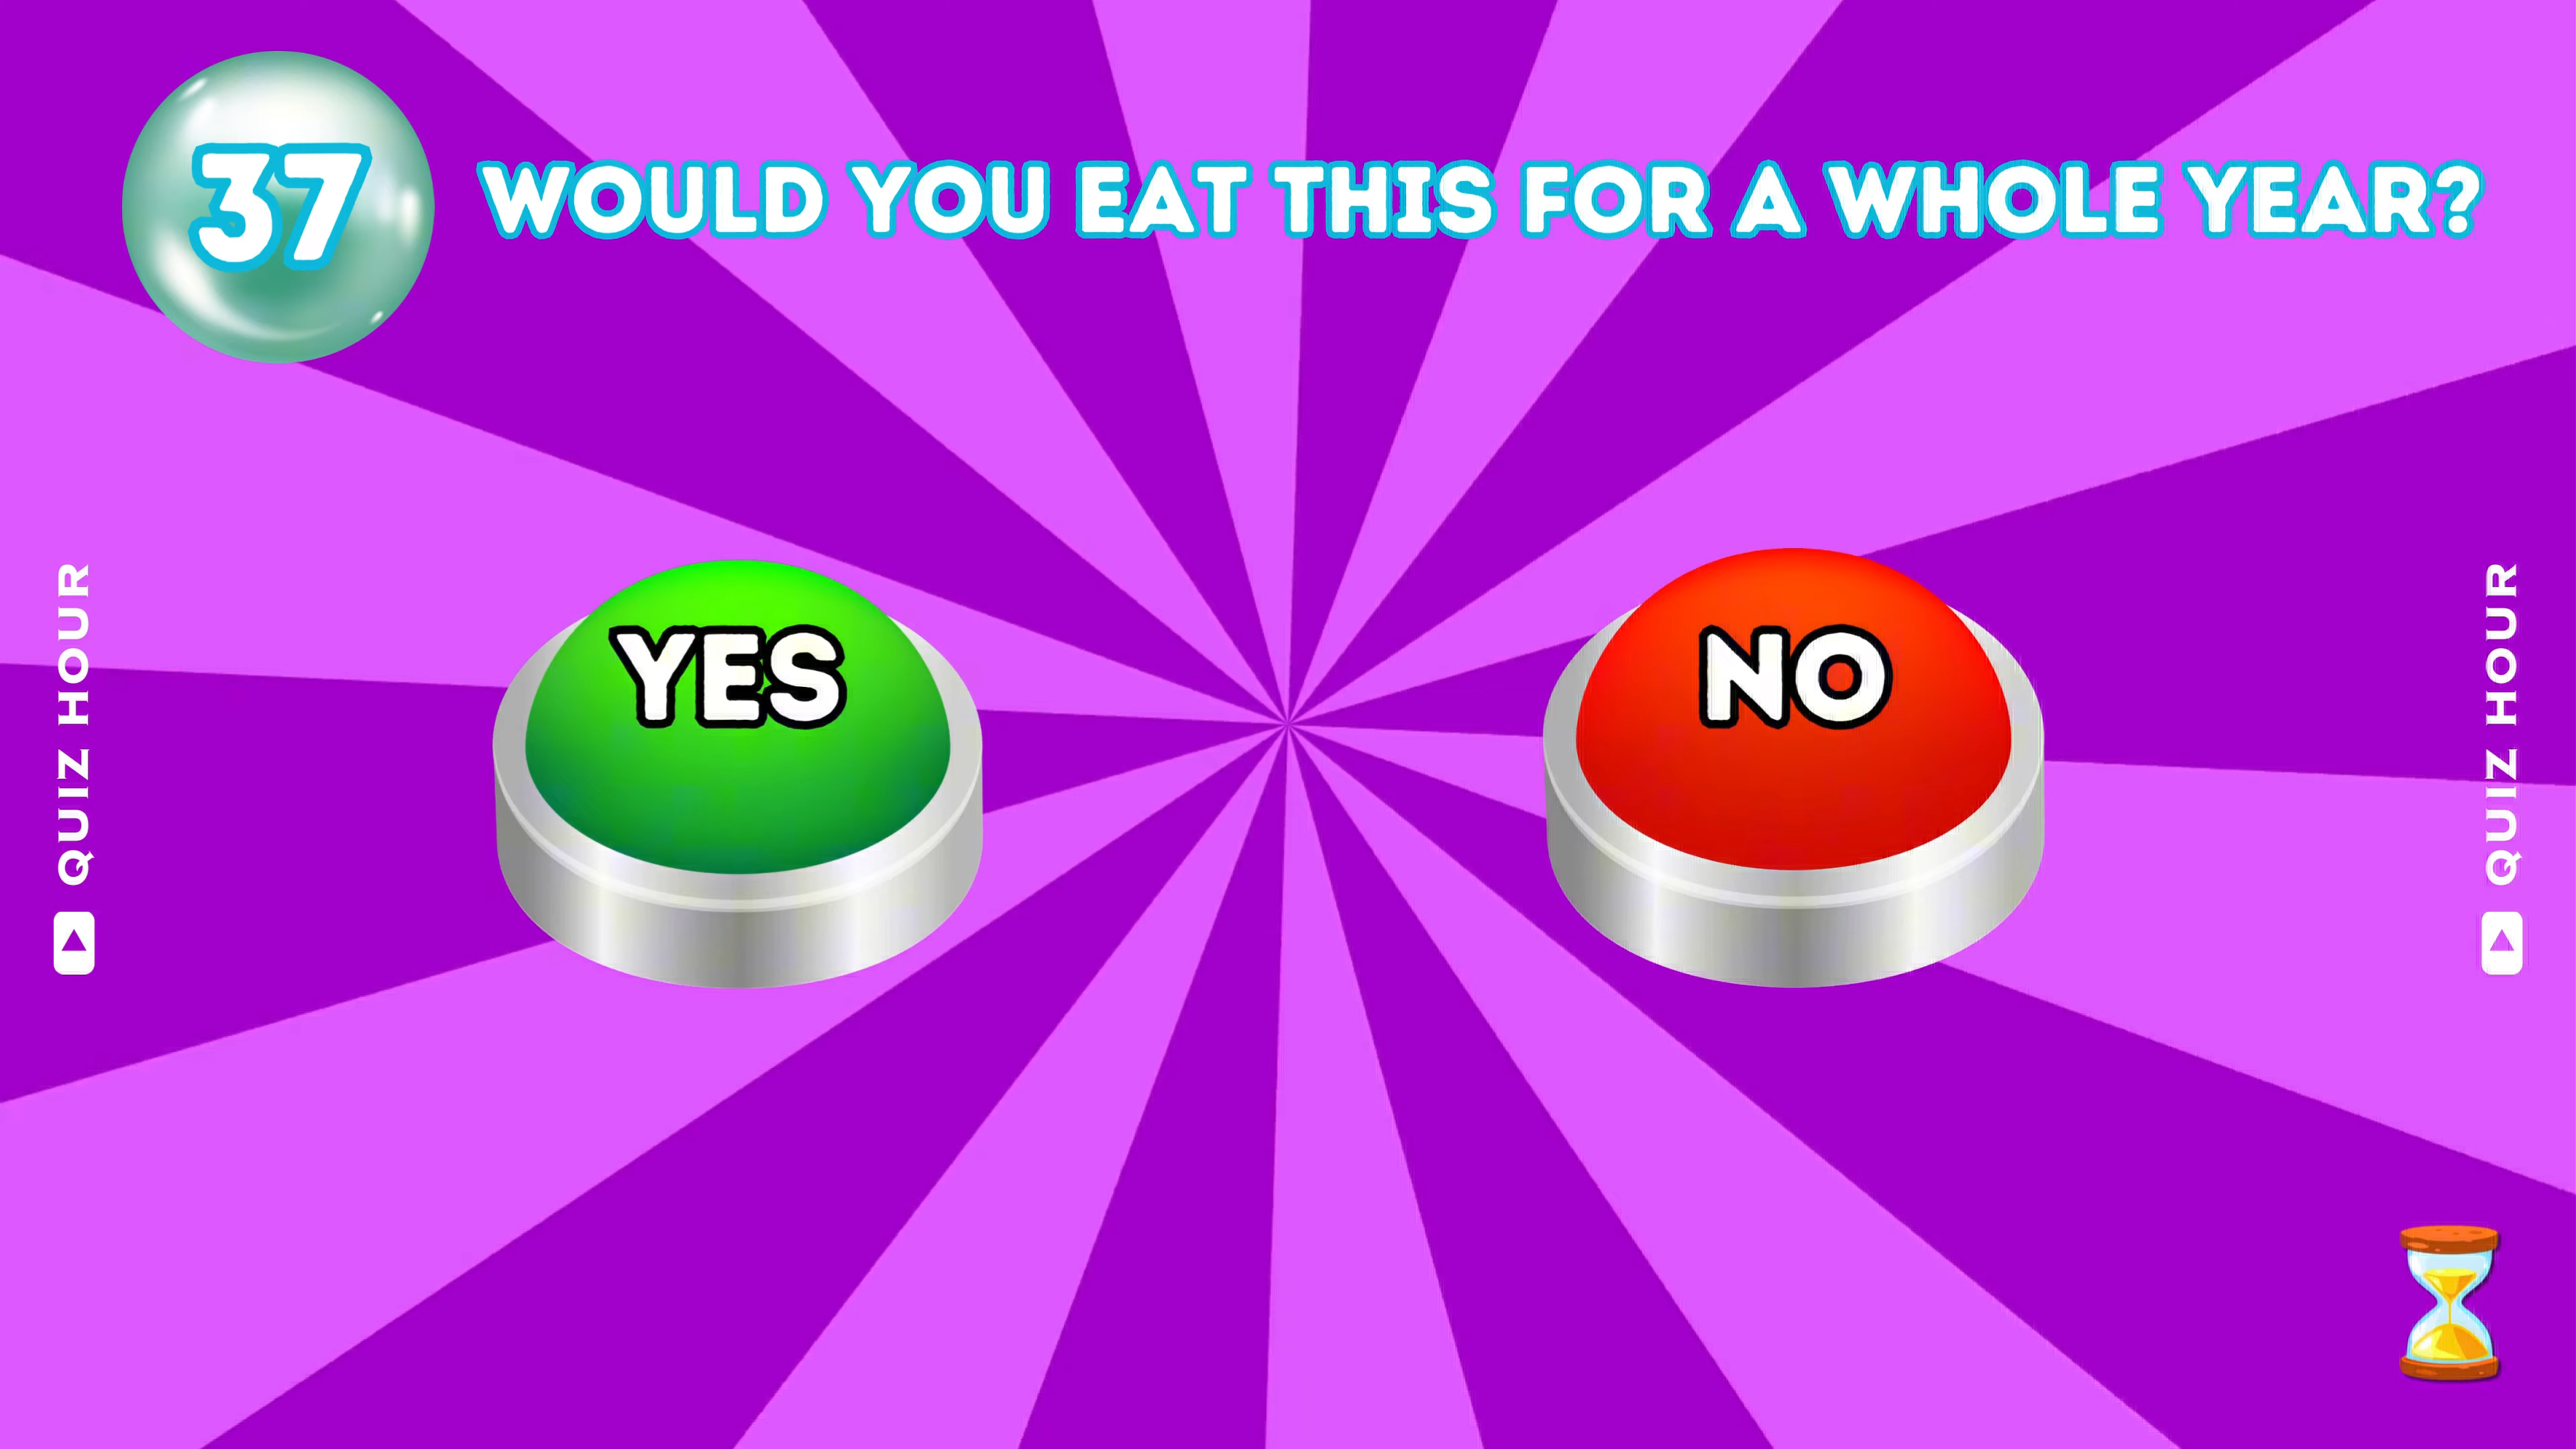 37
WOULD YOU EAT THIS FOR A WHOLE YEAR?
YES
NO
QUIZ HOUR
QUIZ HOUR